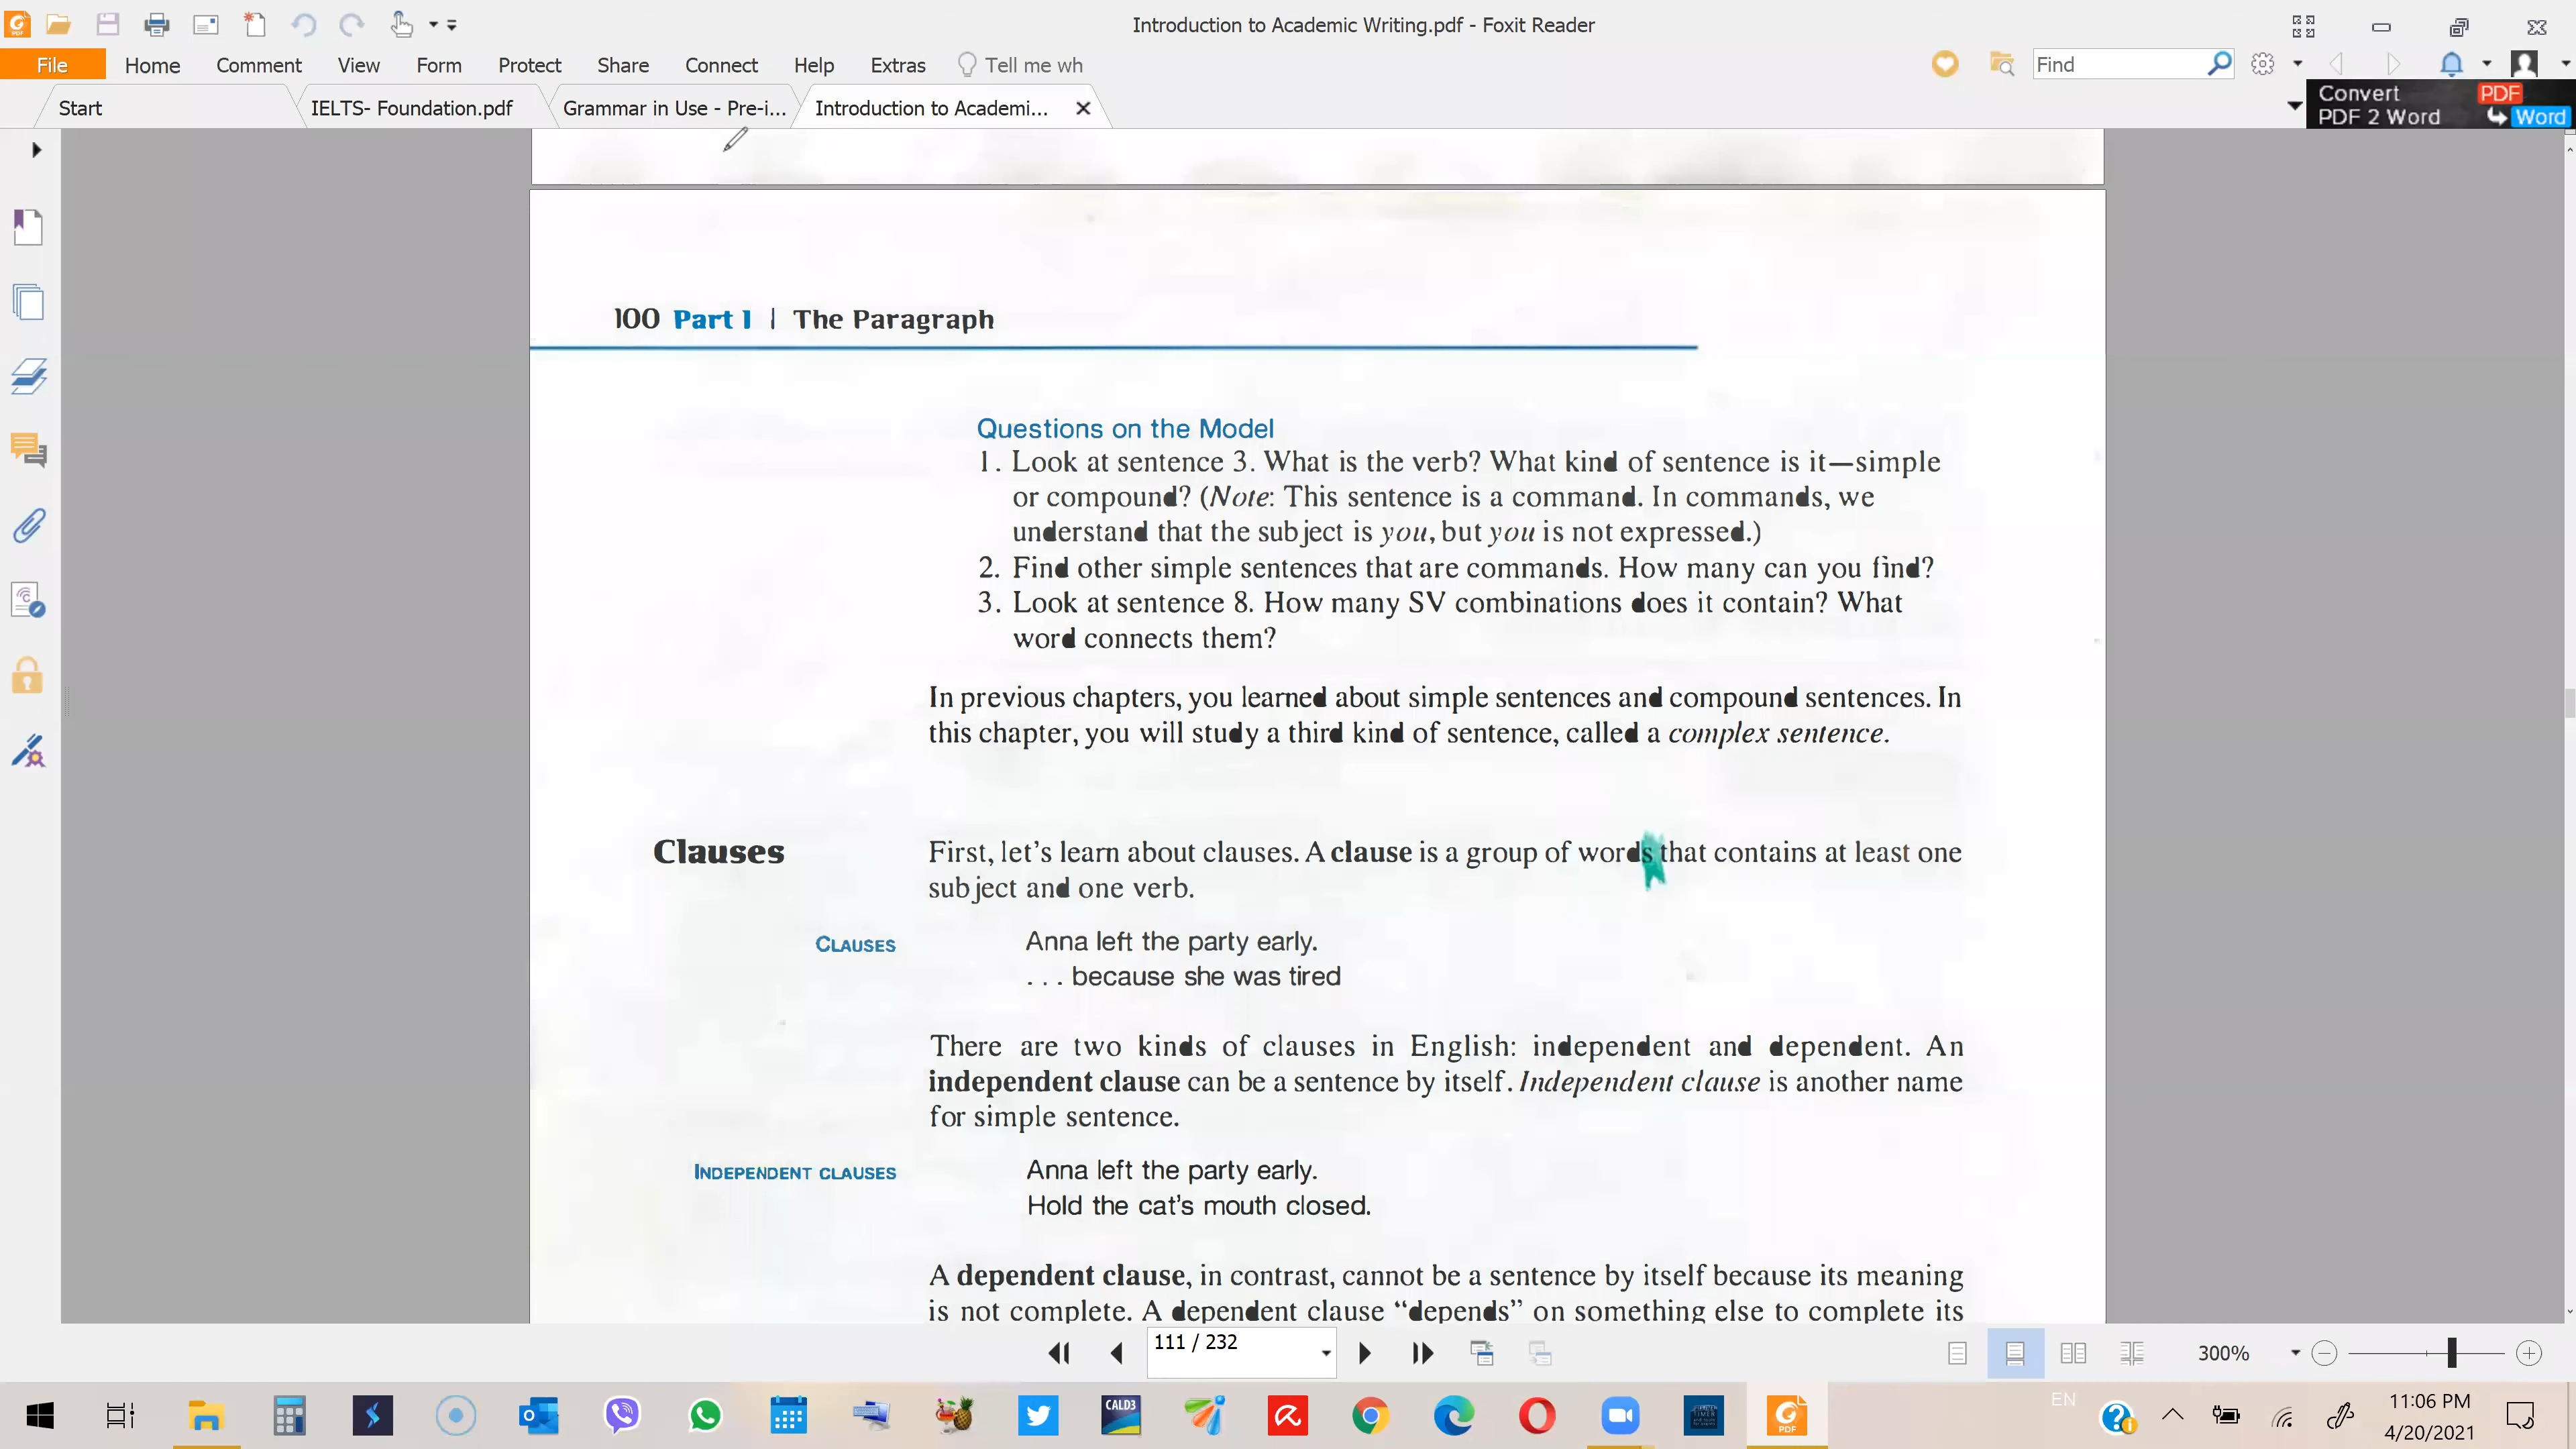 Introduction to Academic Writing.pdf - Foxit Reader
File Home Comment View Form Protect Share Connect Help Extras Tell me wh Find
Start IELTS- Foundation.pdf Grammar in Use - Pre-i... Introduction to Academi...
Convert PDF
PDF 2 Word Word
100 Part I | The Paragraph
Questions on the Model
1. Look at sentence 3. What is the verb? What kind of sentence is it—simple
or compound? (Note: This sentence is a command. In commands, we
understand that the subject is you, but you is not expressed.)
2. Find other simple sentences that are commands. How many can you find?
3. Look at sentence 8. How many SV combinations does it contain? What
word connects them?
In previous chapters, you learned about simple sentences and compound sentences. In
this chapter, you will study a third kind of sentence, called a complex sentence.
Clauses First, let's learn about clauses. A clause is a group of words that contains at least one
subject and one verb.
CLAUSES Anna left the party early.
. . . because she was tired
There are two kinds of clauses in English: independent and dependent. An
independent clause can be a sentence by itself. Independent clause is another name
for simple sentence.
INDEPENDENT CLAUSES Anna left the party early.
Hold the cat's mouth closed.
A dependent clause, in contrast, cannot be a sentence by itself because its meaning
is not complete. A dependent clause “depends” on something else to complete its
111 / 232 300%
CALD3
EN 11:06 PM
4/20/2021